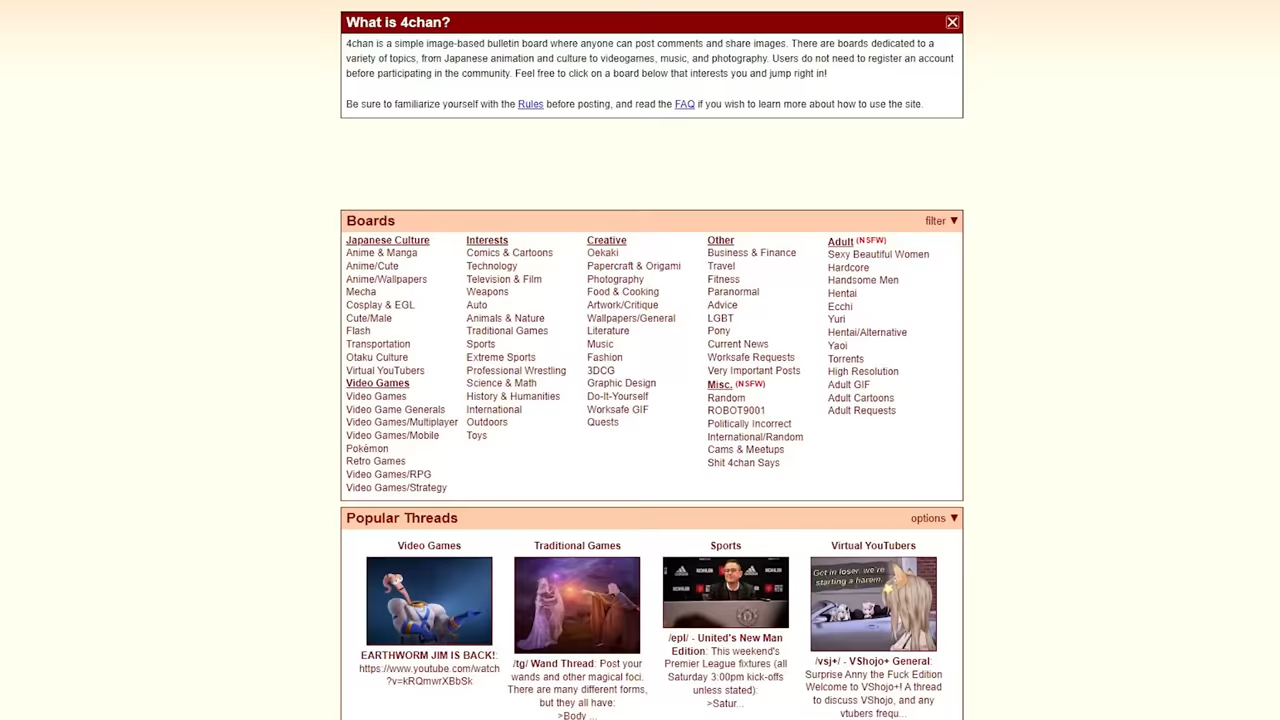 What is 4chan?
4chan is a simple image-based bulletin board where anyone can post comments and share images. There are boards dedicated to a
variety of topics, from Japanese animation and culture to videogames, music, and photography. Users do not need to register an account
before participating in the community. Feel free to click on a board below that interests you and jump right in!
Be sure to familiarize yourself with the Rules before posting, and read the FAQ if you wish to learn more about how to use the site.
Boards
filter ▼
Japanese Culture
Anime & Manga
Anime/Cute
Anime/Wallpapers
Mecha
Cosplay & EGL
Cute/Male
Flash
Transportation
Otaku Culture
Virtual YouTubers
Video Games
Video Games
Video Game Generals
Video Games/Multiplayer
Video Games/Mobile
Pokémon
Retro Games
Video Games/RPG
Video Games/Strategy
Interests
Comics & Cartoons
Technology
Television & Film
Weapons
Auto
Animals & Nature
Traditional Games
Sports
Extreme Sports
Professional Wrestling
Science & Math
History & Humanities
International
Outdoors
Toys
Creative
Oekaki
Papercraft & Origami
Photography
Food & Cooking
Artwork/Critique
Wallpapers/General
Literature
Music
Fashion
3DCG
Graphic Design
Do-It-Yourself
Worksafe GIF
Quests
Other
Business & Finance
Travel
Fitness
Paranormal
Advice
LGBT
Pony
Current News
Worksafe Requests
Very Important Posts
Misc. (NSFW)
Random
ROBOT9001
Politically Incorrect
International/Random
Cams & Meetups
Shit 4chan Says
Adult (NSFW)
Sexy Beautiful Women
Hardcore
Handsome Men
Hentai
Ecchi
Yuri
Hentai/Alternative
Yaoi
Torrents
High Resolution
Adult GIF
Adult Cartoons
Adult Requests
Popular Threads
options ▼
Video Games
EARTHWORM JIM IS BACK!:
https://www.youtube.com/watch
?v=kRQmwrXBbSk
Traditional Games
/tg/ Wand Thread: Post your
wands and other magical foci.
There are many different forms,
but they all have:
>Body ...
Sports
/epl/ - United's New Man
Edition: This weekend's
Premier League fixtures (all
Saturday 3:00pm kick-offs
unless stated):
>Satur...
Virtual YouTubers
Get in loser, we're
starting a harem.
/vsj+/ - VShojo+ General:
Surprise Anny the Fuck Edition
Welcome to VShojo+! A thread
to discuss VShojo, and any
vtubers frequ...